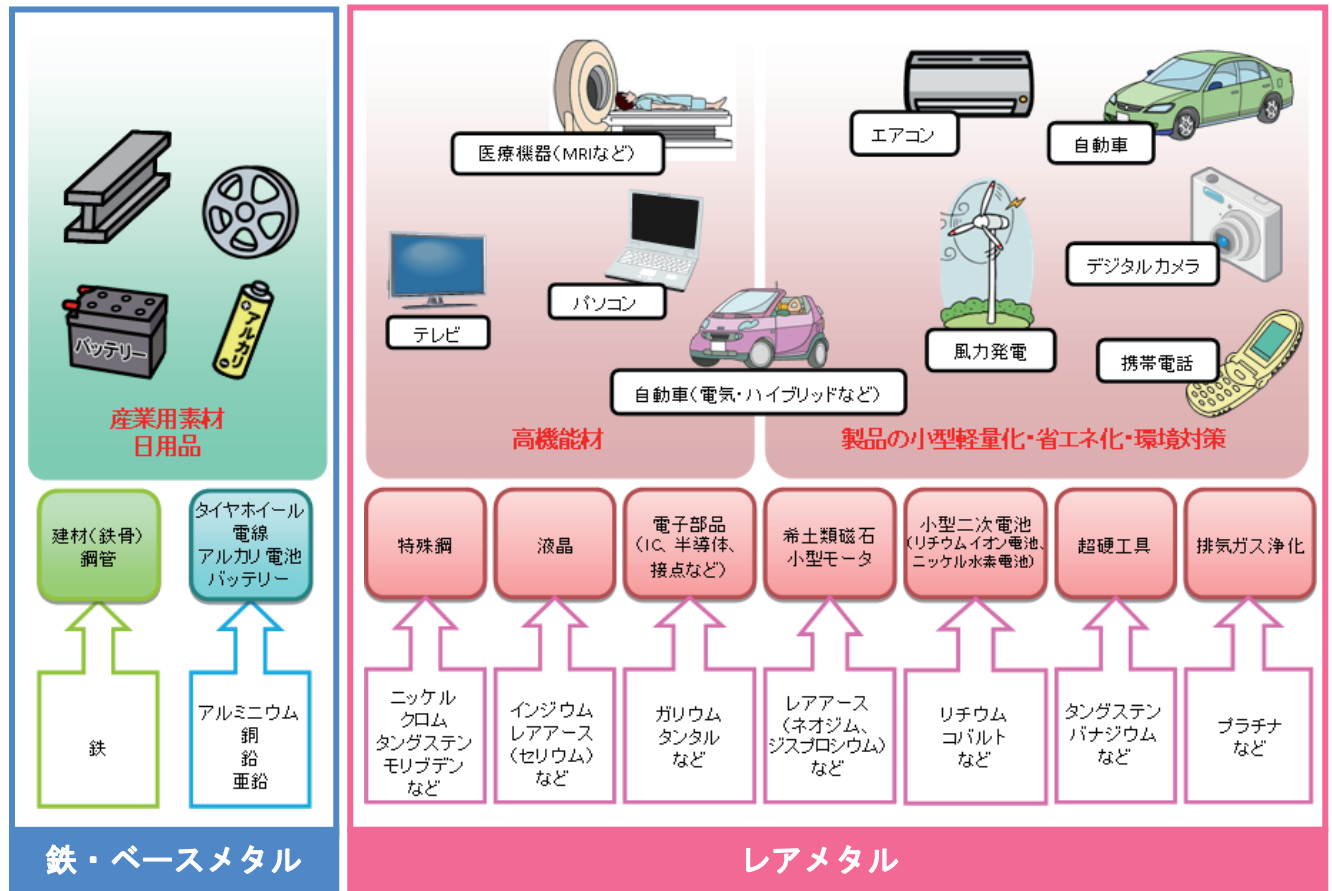 バッテリー
アルカリ
産業用素材
日用品
建材(鉄骨)
鋼管
タイヤホイール
電線
アルカリ電池
バッテリー
鉄
アルミニウム
銅
鉛
亜鉛
鉄・ベースメタル
医療機器(MRIなど)
テレビ
パソコン
自動車(電気・ハイブリッドなど)
高機能材
エアコン
自動車
風力発電
デジタルカメラ
携帯電話
製品の小型軽量化・省エネ化・環境対策
特殊鋼
液晶
電子部品
(IC、半導体、
接点など)
希土類磁石
小型モータ
小型二次電池
(リチウムイオン電池、
ニッケル水素電池)
超硬工具
排気ガス浄化
ニッケル
クロム
タングステン
モリブデン
など
インジウム
レアアース
(セリウム)
など
ガリウム
タンタル
など
レアアース
(ネオジム、
ジスプロシウム)
など
リチウム
コバルト
など
タングステン
バナジウム
など
プラチナ
など
レアメタル